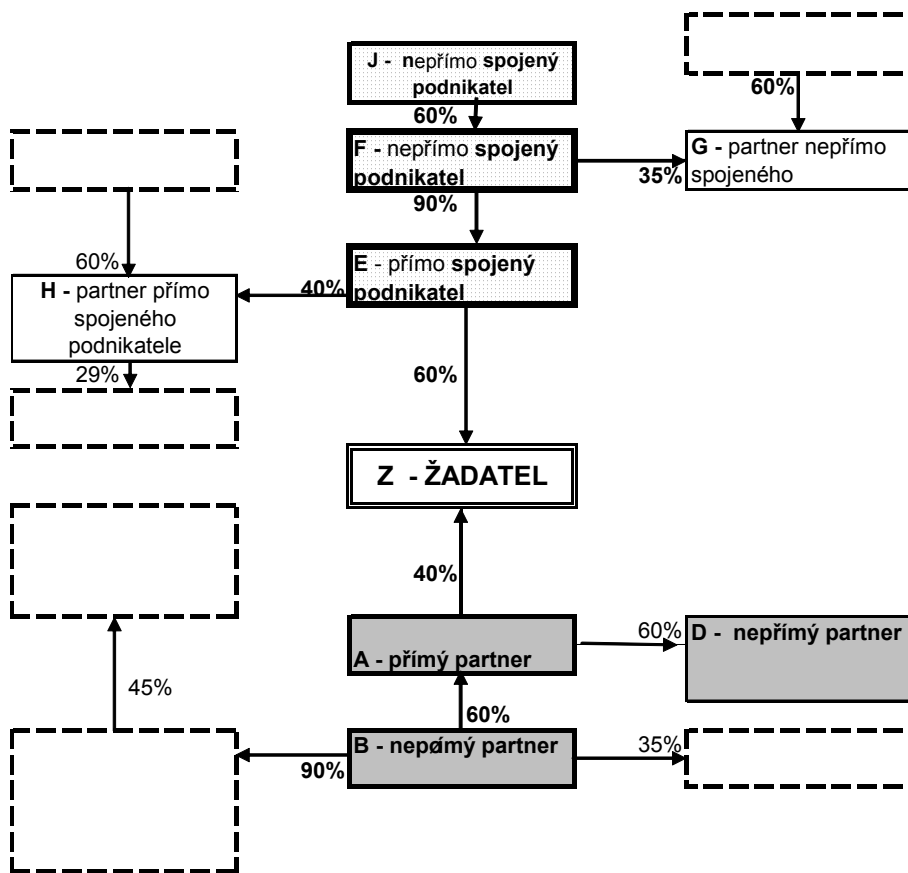 J - nepřímo spojený
podnikatel
60%
60%
F - nepřímo spojený
podnikatel
35%
G - partner nepřímo
spojeného
90%
60%
E - přímo spojený
podnikatel
40%
H - partner přímo
spojeného
podnikatele
29%
60%
Z - ŽADATEL
40%
A - přímý partner
60%
D - nepřímý partner
45%
60%
B - nepøímý partner
35%
90%